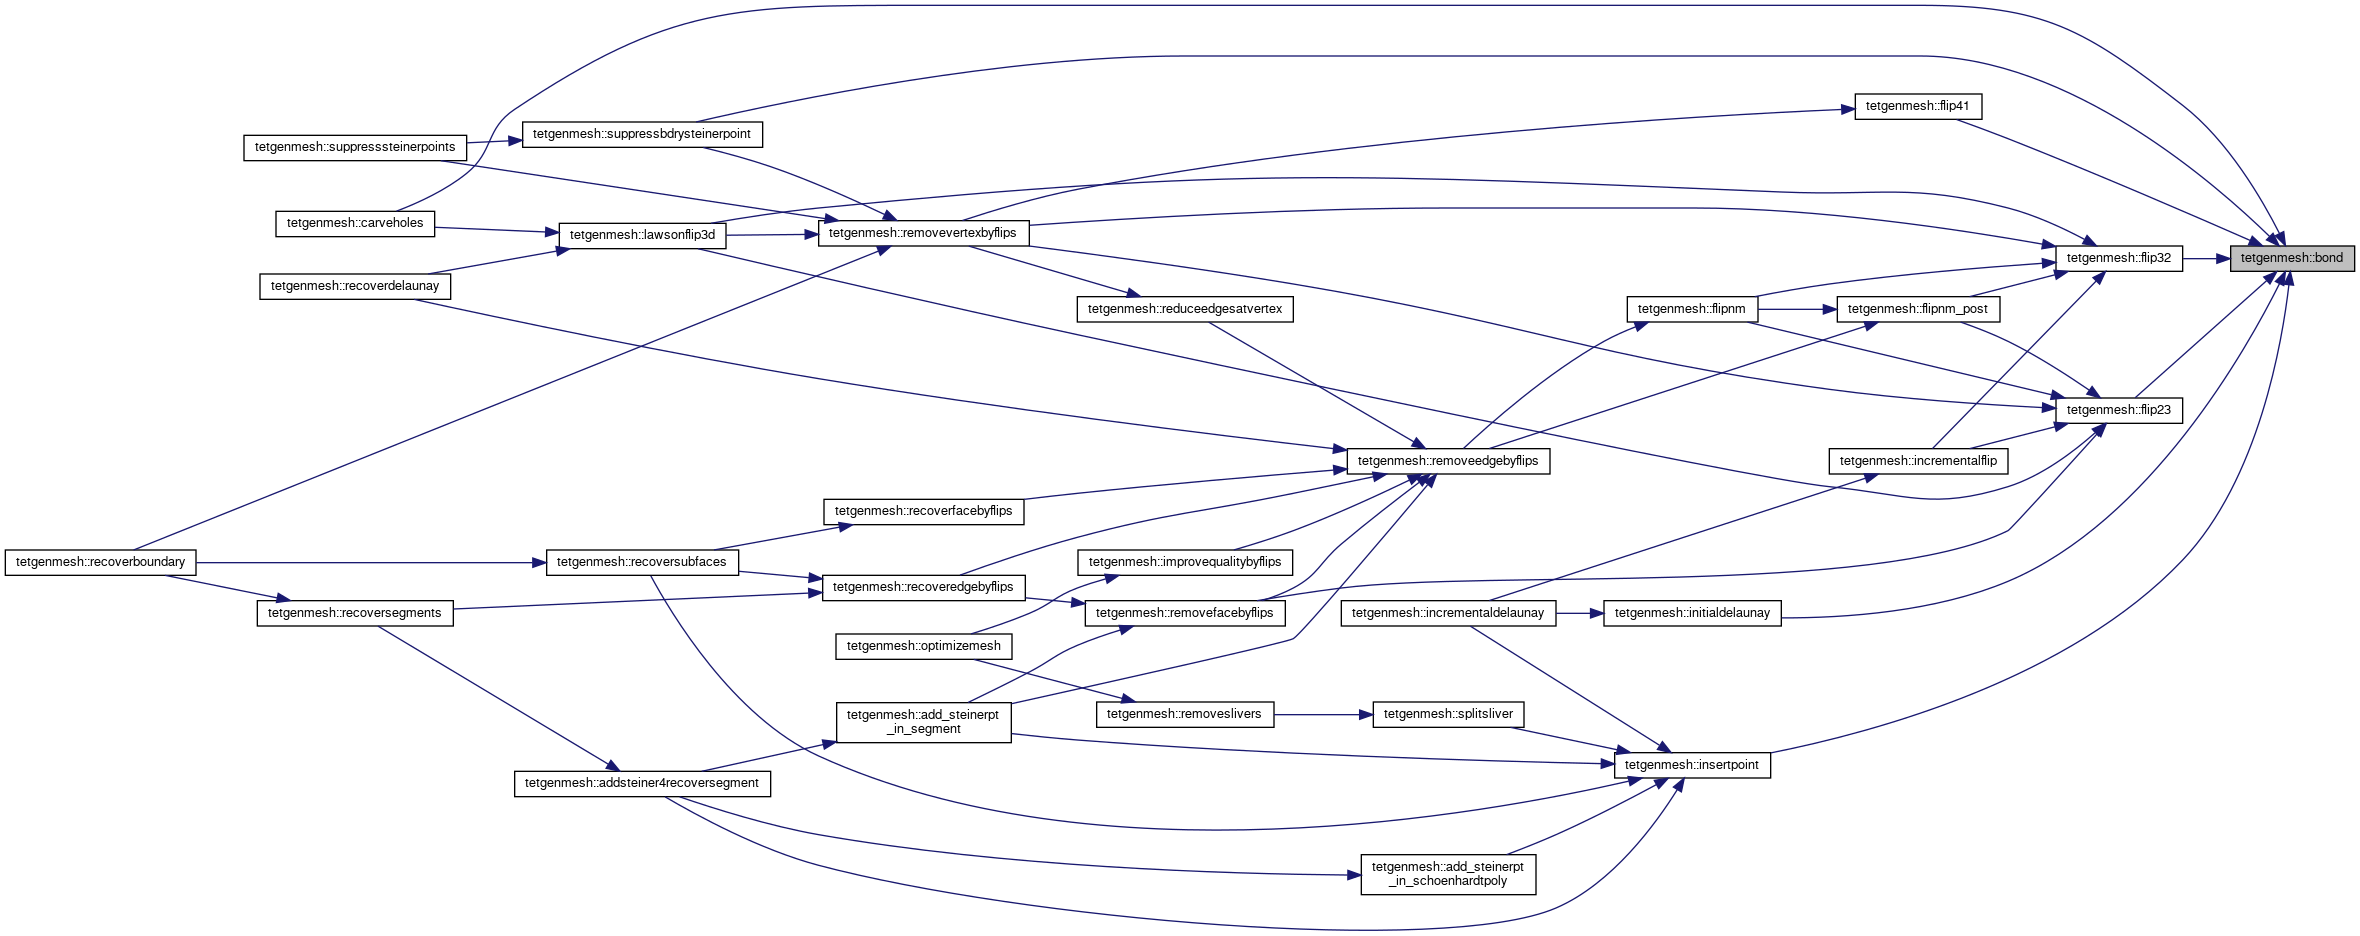 tetgenmesh::flip41
tetgenmesh::suppressbdrysteinerpoint
tetgenmesh::suppresssteinerpoints
tetgenmesh::carveholes
tetgenmesh::lawsonflip3d
tetgenmesh::removevertexbyflips
tetgenmesh::flip32
tetgenmesh::bond
tetgenmesh::recoverdelaunay
tetgenmesh::reduceedgesatvertex
tetgenmesh::flipnm
tetgenmesh::flipnm_post
tetgenmesh::flip23
tetgenmesh::removeedgebyflips
tetgenmesh::incrementalflip
tetgenmesh::recoverfacebyflips
tetgenmesh::recoverboundary
tetgenmesh::recoversubfaces
tetgenmesh::improvequalitybyflips
tetgenmesh::recoveredgebyflips
tetgenmesh::recoversegments
tetgenmesh::removefacebyflips
tetgenmesh::incrementaldelaunay
tetgenmesh::initialdelaunay
tetgenmesh::optimizemesh
tetgenmesh::add_steinerpt
_in_segment
tetgenmesh::removeslivers
tetgenmesh::splitsliver
tetgenmesh::insertpoint
tetgenmesh::addsteiner4recoversegment
tetgenmesh::add_steinerpt
_in_schoenhardtpoly